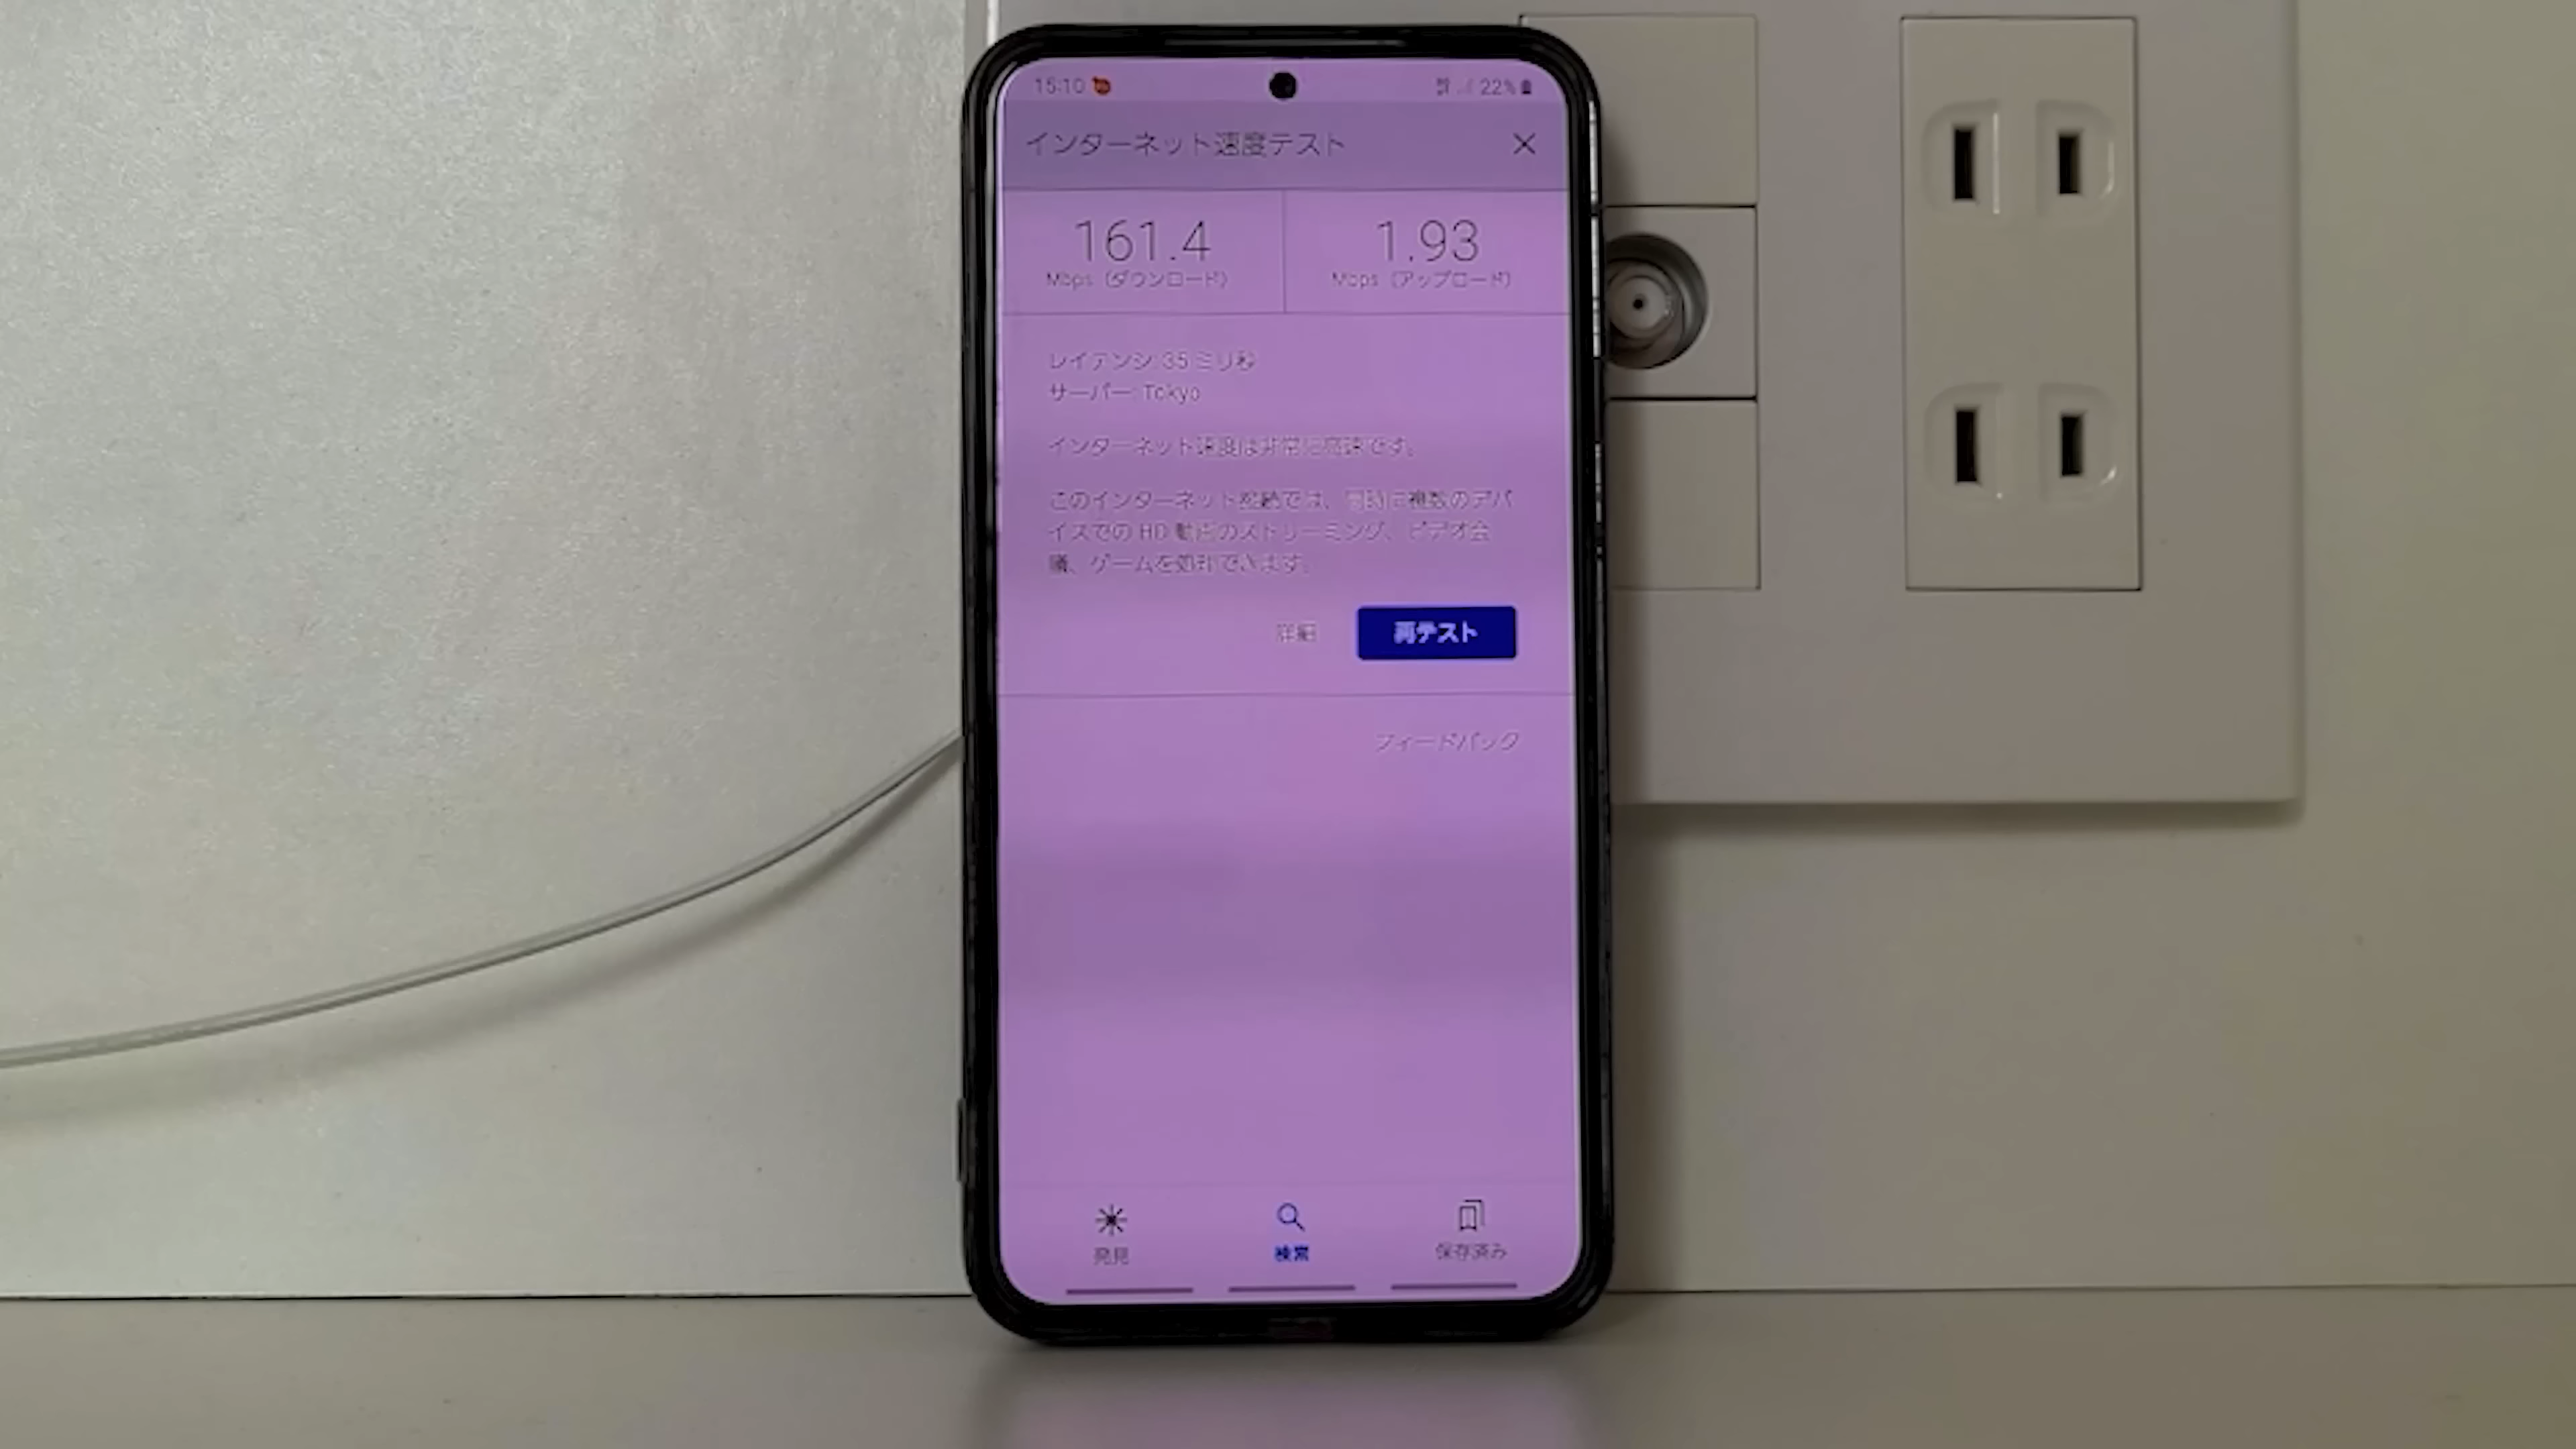 15:10 22%
インターネット速度テスト
161.4
Mbps (ダウンロード)
1.93
Mbps (アップロード)
レイテンシ: 35 ミリ秒
サーバー: Tokyo
インターネット速度は非常に高速です。
このインターネット接続では、同時に複数のデバ
イスでの HD 動画のストリーミング、ビデオ会
議、ゲームを処理できます。
詳細
再テスト
フィードバック
発見
検索
保存済み